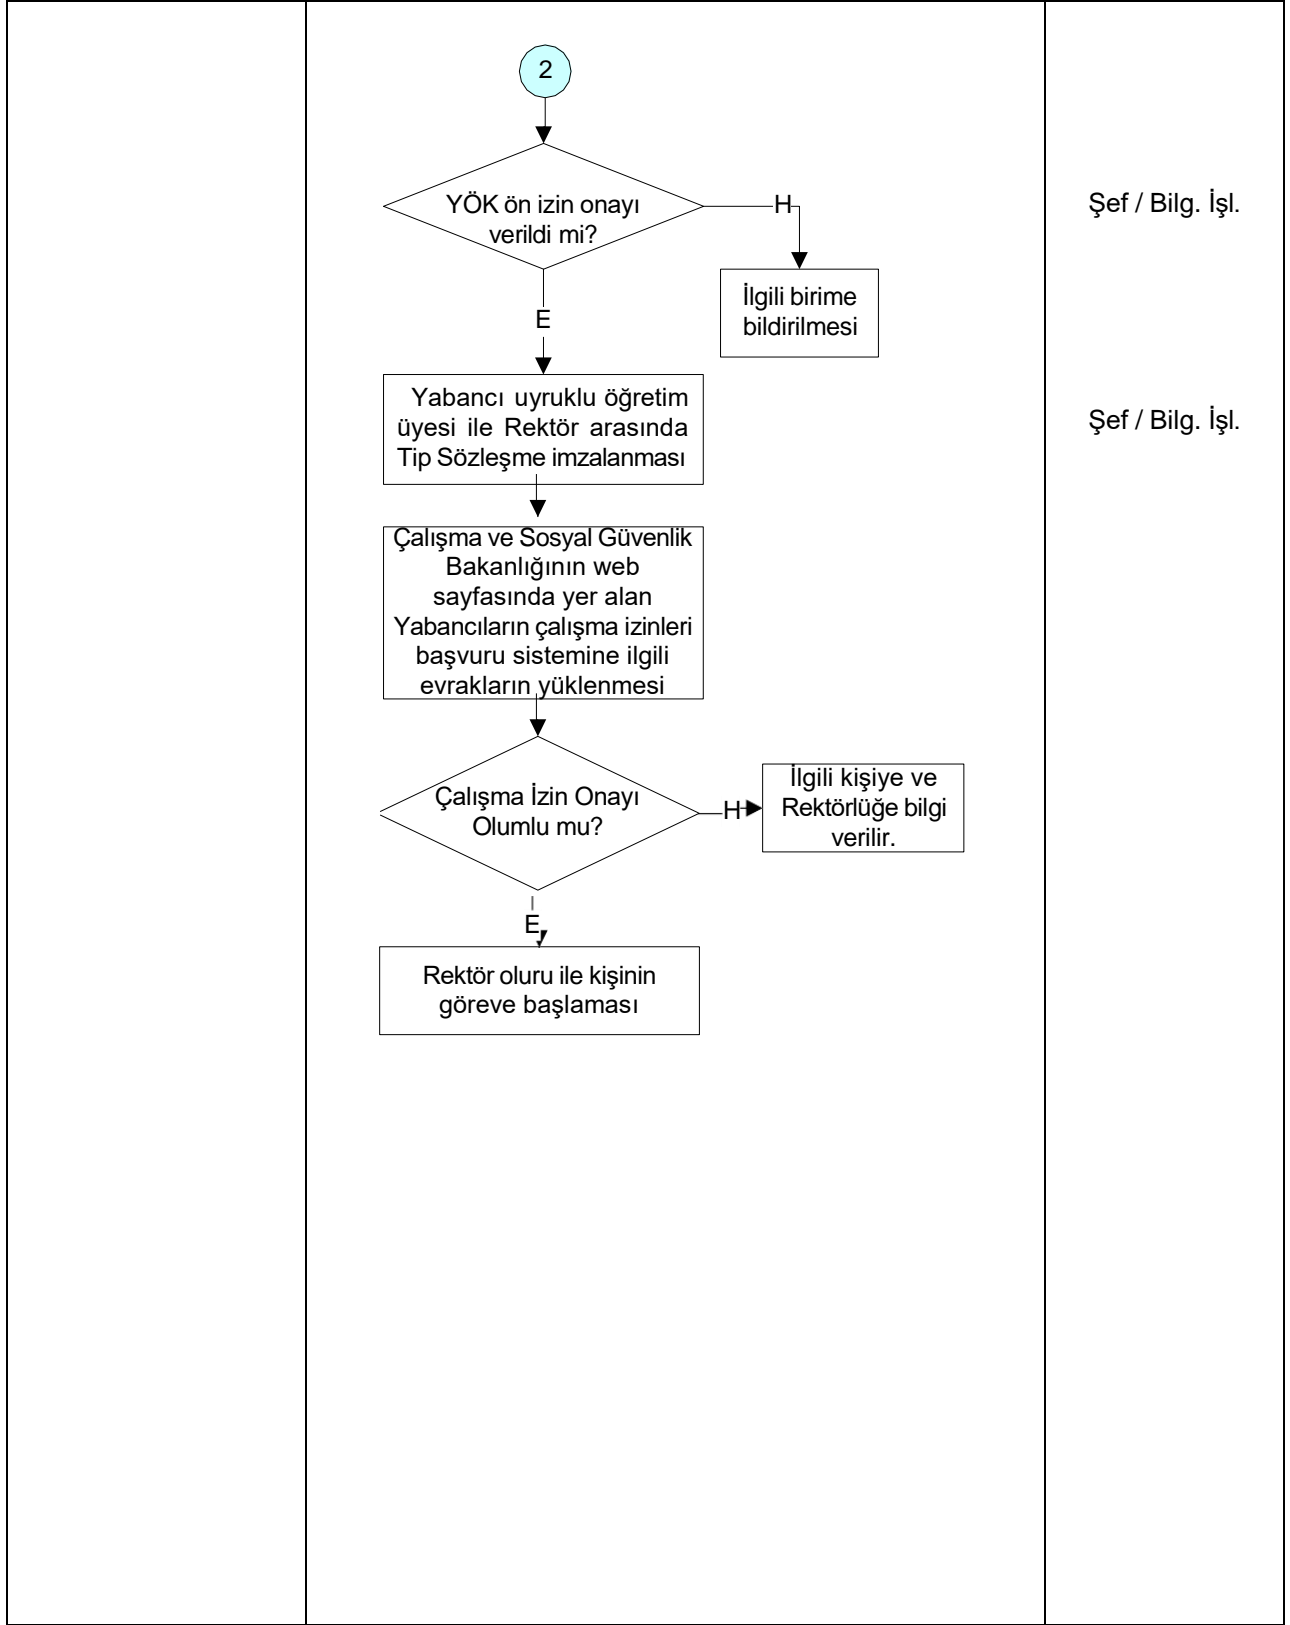 2
YÖK ön izin onayı
verildi mi?
H
Şef / Bilg. İşl.
İlgili birime
bildirilmesi
E
Yabancı uyruklu öğretim
üyesi ile Rektör arasında
Tip Sözleşme imzalanması
Şef / Bilg. İşl.
Çalışma ve Sosyal Güvenlik
Bakanlığının web
sayfasında yer alan
Yabancıların çalışma izinleri
başvuru sistemine ilgili
evrakların yüklenmesi
Çalışma İzin Onayı
Olumlu mu?
H
İlgili kişiye ve
Rektörlüğe bilgi
verilir.
E
Rektör oluru ile kişinin
göreve başlaması